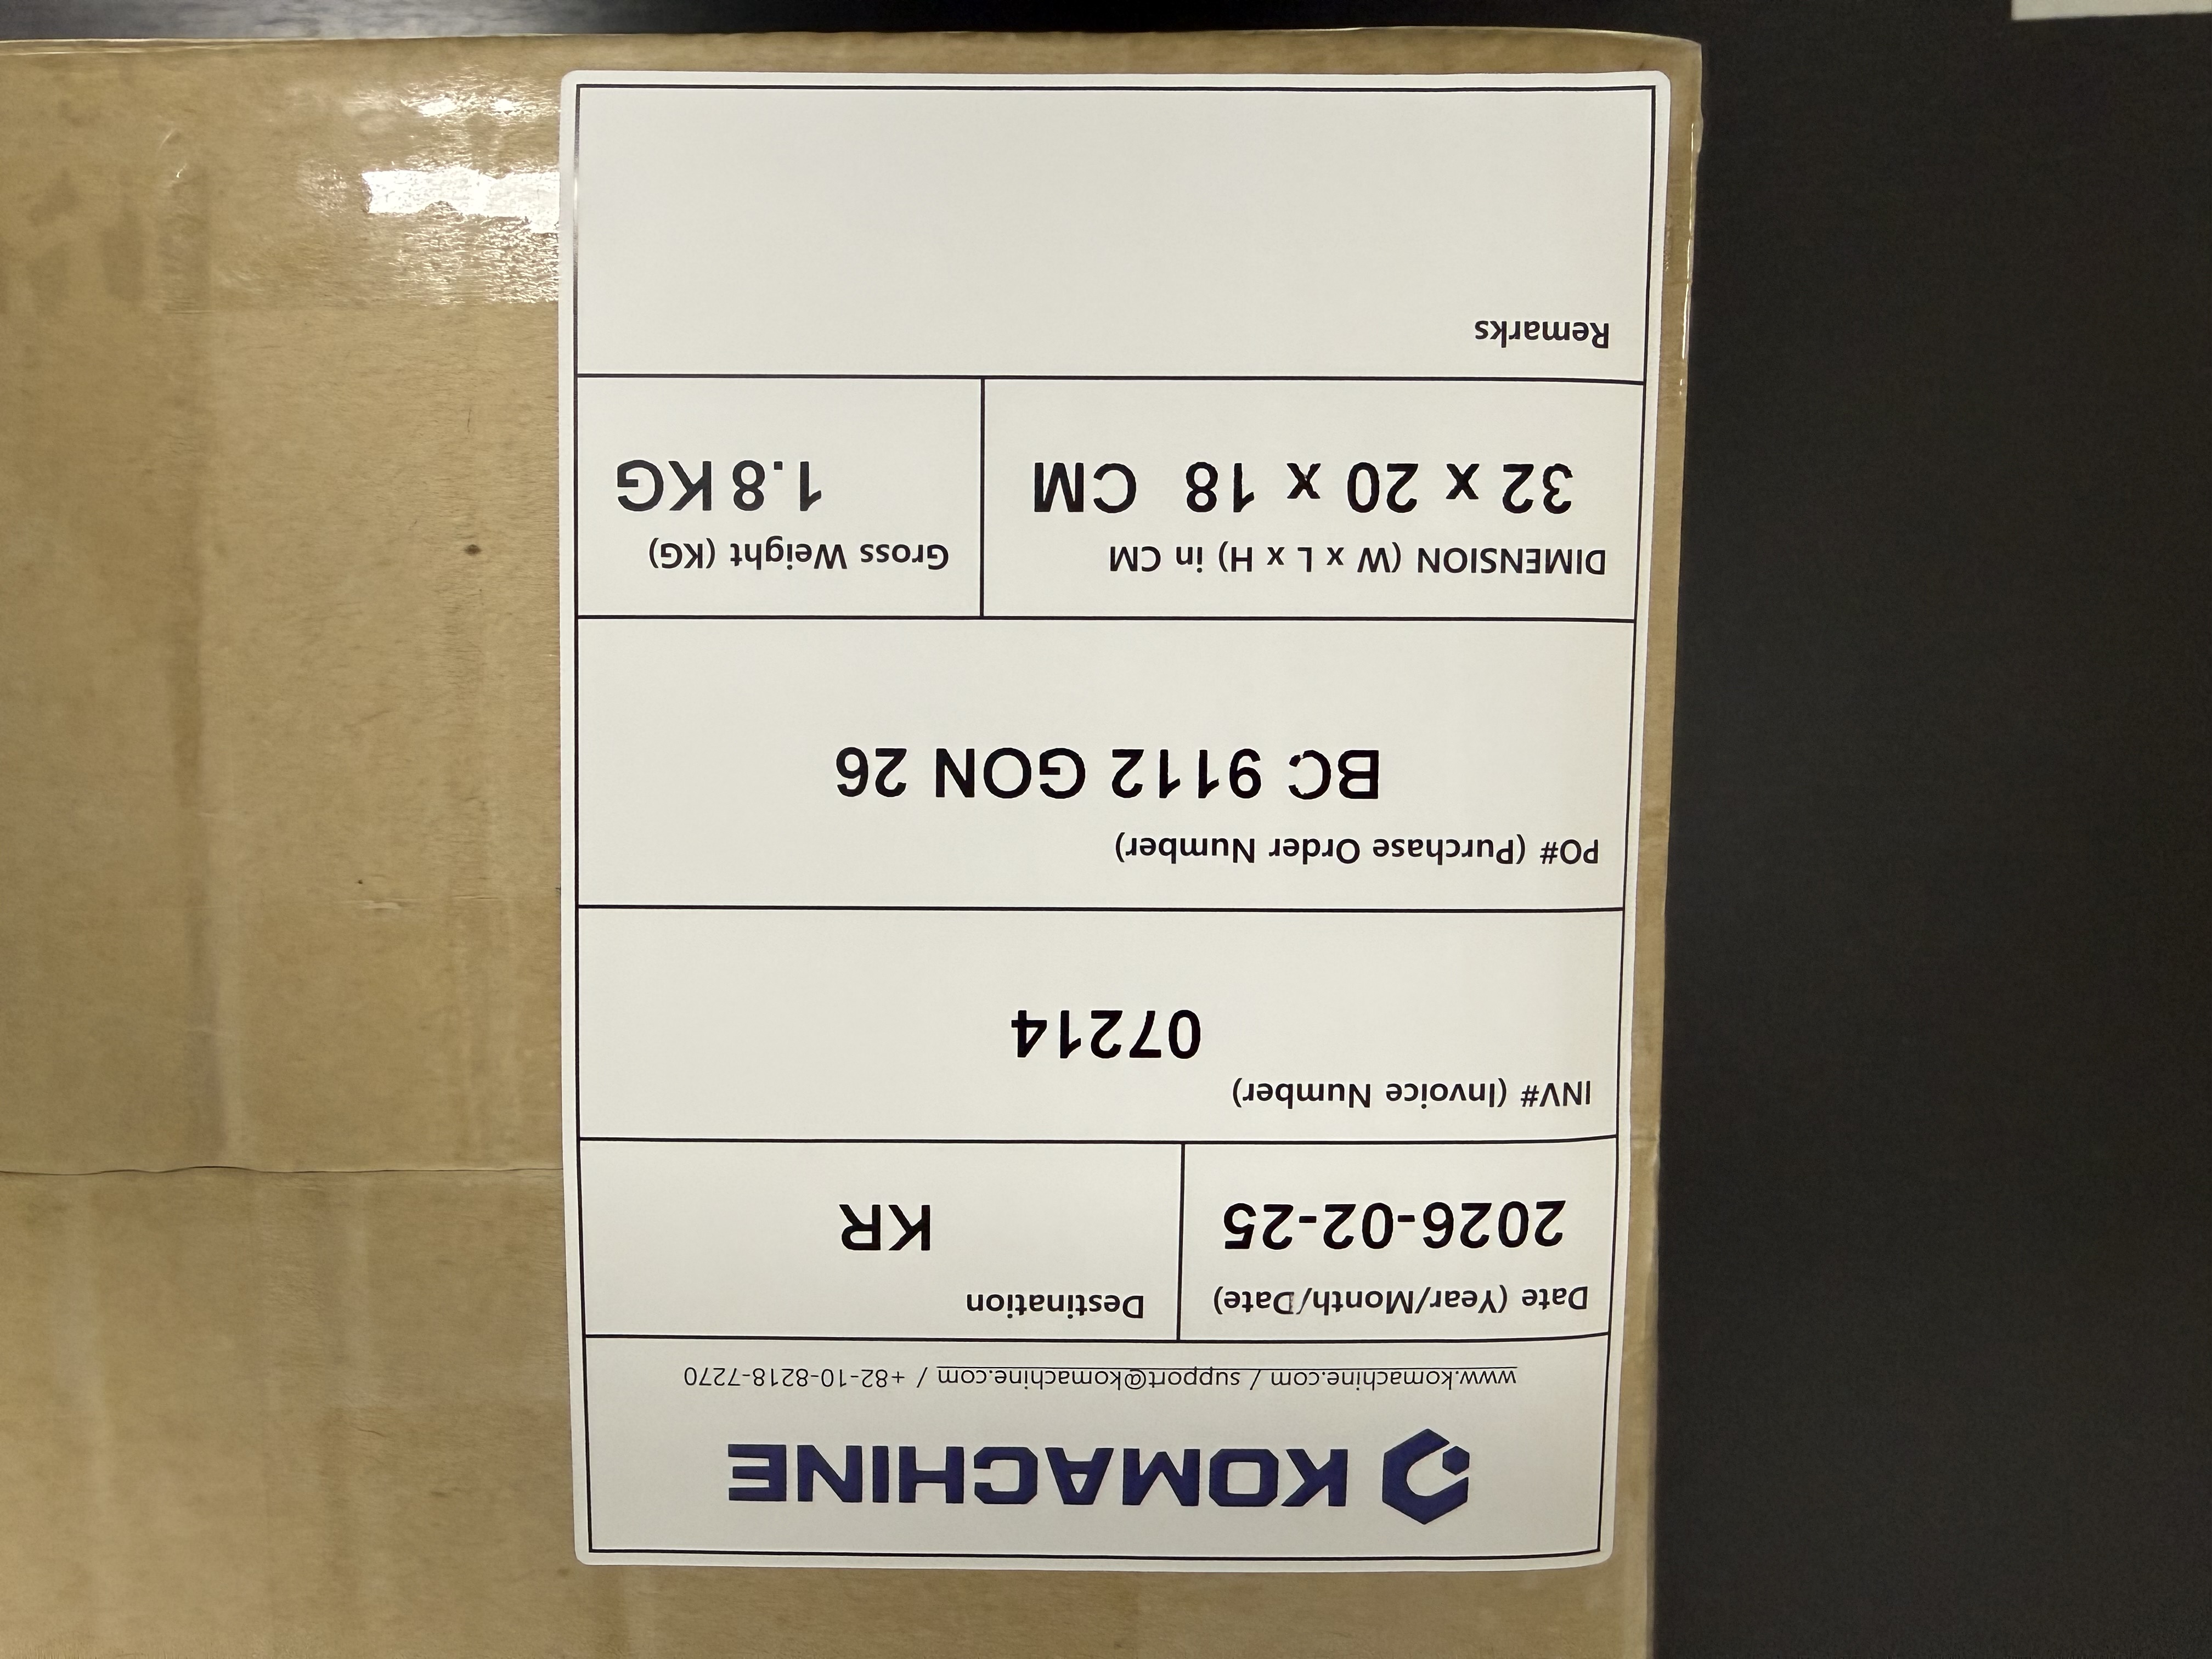 KOMACHINE
www.komachine.com / support@komachine.com / +82-10-8218-7270
Date (Year/Month/Date)
2026-02-25
Destination
KR
INV# (Invoice Number)
07214
PO# (Purchase Order Number)
BC 9112 GON 26
DIMENSION (W x L x H) in CM
32 x 20 x 18 CM
Gross Weight (KG)
1.8 KG
Remarks